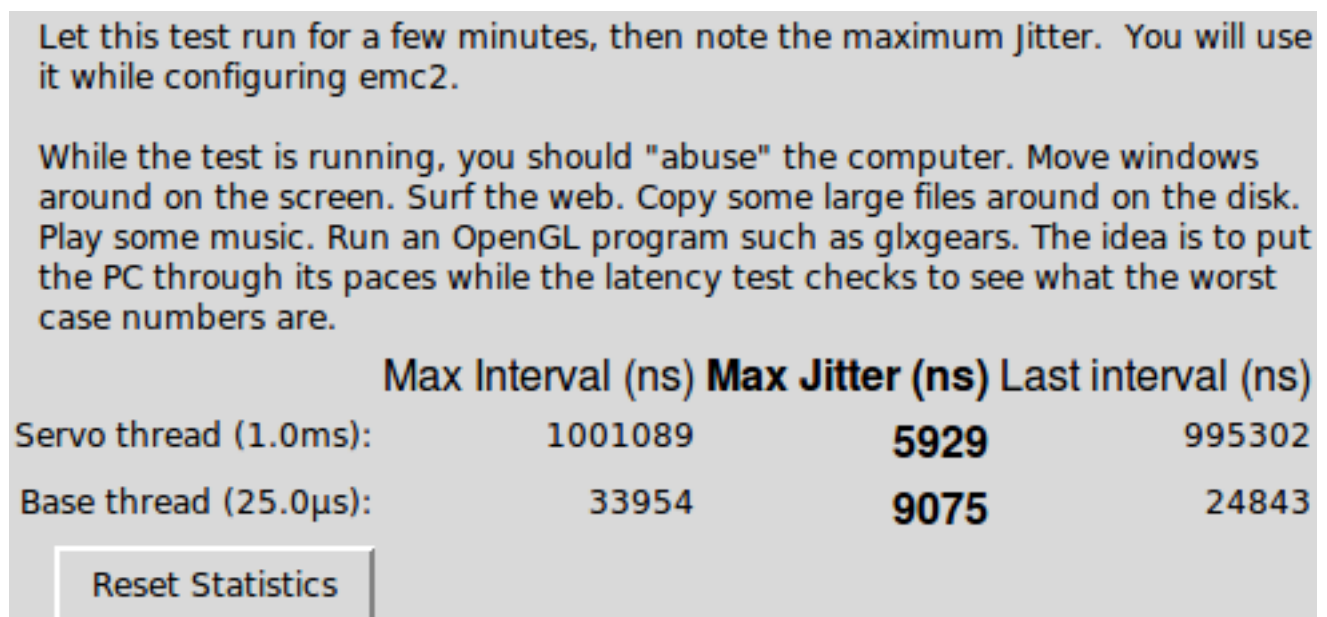 Let this test run for a few minutes, then note the maximum Jitter.  You will use
it while configuring emc2.
While the test is running, you should "abuse" the computer. Move windows
around on the screen. Surf the web. Copy some large files around on the disk.
Play some music. Run an OpenGL program such as glxgears. The idea is to put
the PC through its paces while the latency test checks to see what the worst
case numbers are.
Max Interval (ns) Max Jitter (ns) Last interval (ns)
Servo thread (1.0ms): 1001089 5929 995302
Base thread (25.0µs): 33954 9075 24843
Reset Statistics